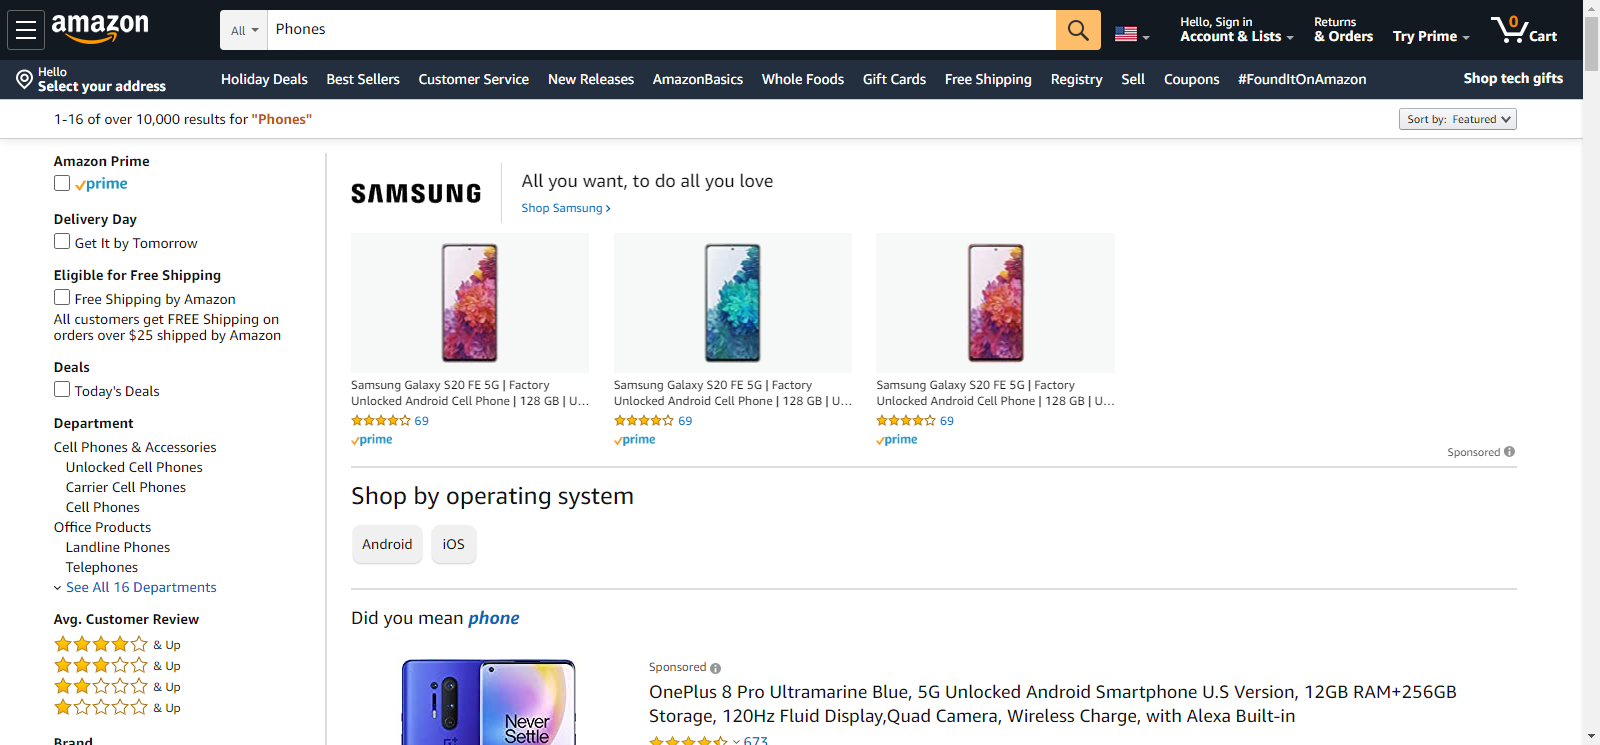 amazon
All
Phones
Hello, Sign in
Account & Lists
Returns
& Orders
Try Prime
0
Cart
Hello
Select your address
Holiday Deals
Best Sellers
Customer Service
New Releases
AmazonBasics
Whole Foods
Gift Cards
Free Shipping
Registry
Sell
Coupons
#FoundItOnAmazon
Shop tech gifts
1-16 of over 10,000 results for "Phones"
Sort by: Featured
Amazon Prime
prime
Delivery Day
Get It by Tomorrow
Eligible for Free Shipping
Free Shipping by Amazon
All customers get FREE Shipping on
orders over $25 shipped by Amazon
Deals
Today's Deals
Department
Cell Phones & Accessories
Unlocked Cell Phones
Carrier Cell Phones
Cell Phones
Office Products
Landline Phones
Telephones
See All 16 Departments
Avg. Customer Review
& Up
& Up
& Up
& Up
Brand
SAMSUNG
All you want, to do all you love
Shop Samsung ›
Samsung Galaxy S20 FE 5G | Factory
Unlocked Android Cell Phone | 128 GB | U...
69
prime
Samsung Galaxy S20 FE 5G | Factory
Unlocked Android Cell Phone | 128 GB | U...
69
prime
Samsung Galaxy S20 FE 5G | Factory
Unlocked Android Cell Phone | 128 GB | U...
69
prime
Sponsored
Shop by operating system
Android
iOS
Did you mean phone
Never
Settle
Sponsored
OnePlus 8 Pro Ultramarine Blue, 5G Unlocked Android Smartphone U.S Version, 12GB RAM+256GB
Storage, 120Hz Fluid Display,Quad Camera, Wireless Charge, with Alexa Built-in
673